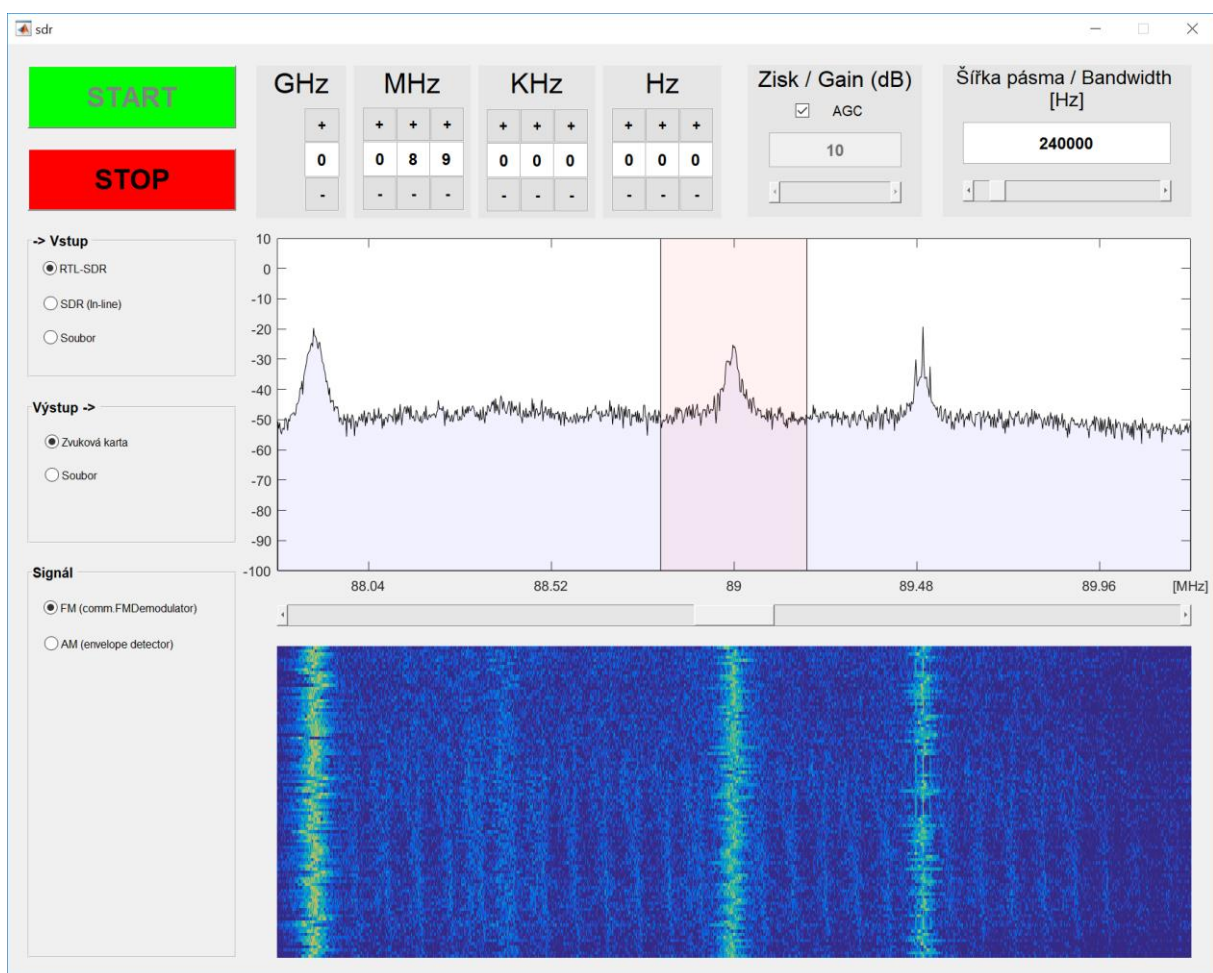 sdr
START
STOP
GHz
+
0
-
MHz
+ + +
0 8 9
- - -
KHz
+ + +
0 0 0
- - -
Hz
+ + +
0 0 0
- - -
Zisk / Gain (dB)
AGC
10
Šířka pásma / Bandwidth
[Hz]
240000
-> Vstup
RTL-SDR
SDR (In-line)
Soubor
Výstup ->
Zvuková karta
Soubor
Signál
FM (comm.FMDemodulator)
AM (envelope detector)
10
0
-10
-20
-30
-40
-50
-60
-70
-80
-90
-100
88.04 88.52 89 89.48 89.96 [MHz]